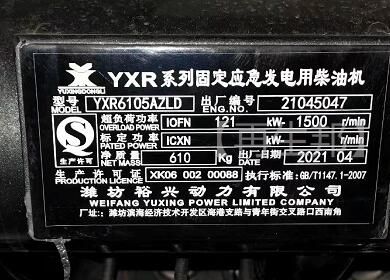 YXR系列固定应急发电用柴油机
YUXINGDONGLI
型号 MODEL YXR6105AZLD 出厂编号 ENG.NO. 21045047
超负荷功率 OVERLOAD POWER IOFN 121 kW- 1500 r/min
标定功率 PATED POWER ICXN kW- r/min
净质量 NET MASS 610 Kg 出厂日期 DATE 2021 04
生产许可证 PRODUCTION LICENCE XK06 002 00088 执行标准:GB/T1147.1-2007
潍坊裕兴动力有限公司
WEIFANG YUXING POWER LIMITED COMPANY
厂址:潍坊滨海经济技术开发区海港支路与青年街交叉路口西南角